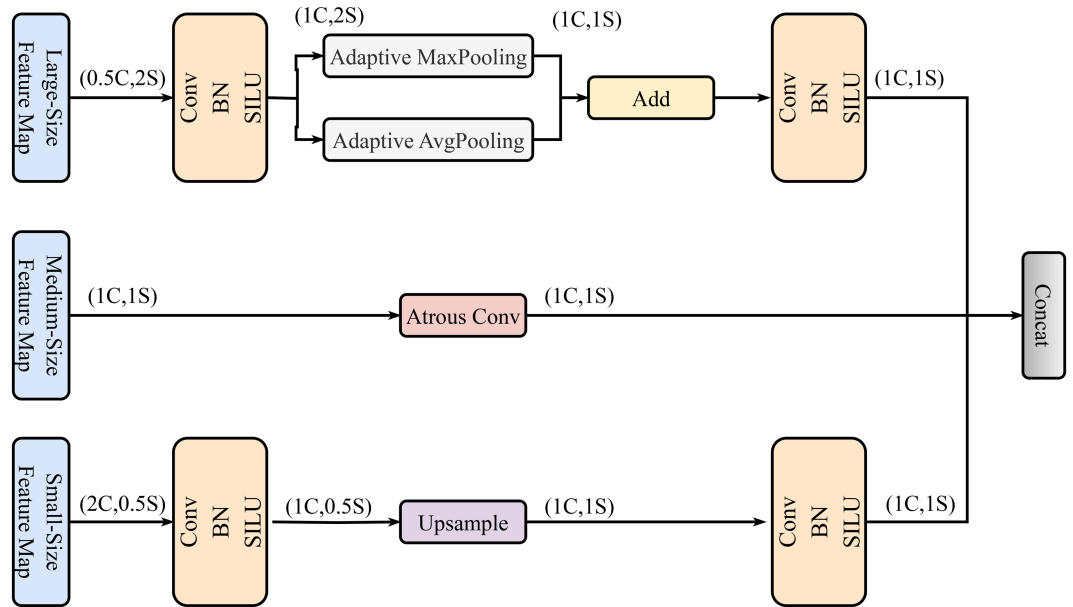 Large-Size
Feature Map
(0.5C,2S)
Conv
BN
SILU
(1C,2S)
Adaptive MaxPooling
Adaptive AvgPooling
(1C,1S)
Add
Conv
BN
SILU
(1C,1S)
Medium-Size
Feature Map
(1C,1S)
Atrous Conv
(1C,1S)
Concat
Small-Size
Feature Map
(2C,0.5S)
Conv
BN
SILU
(1C,0.5S)
Upsample
(1C,1S)
Conv
BN
SILU
(1C,1S)